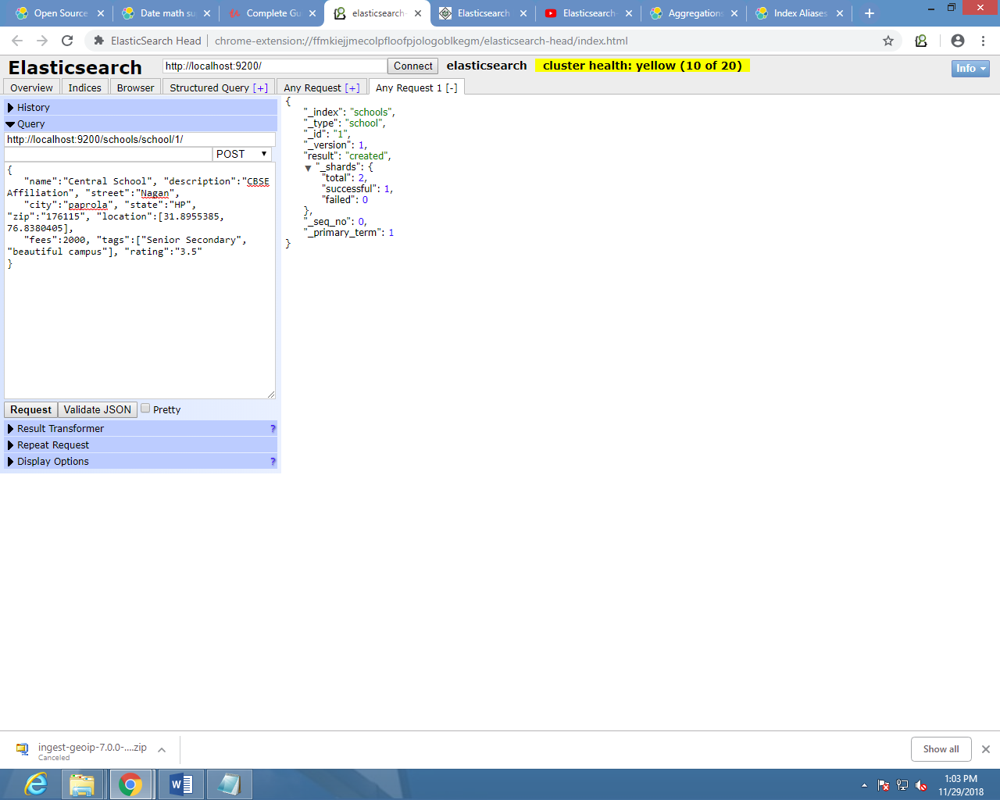 Open Source
Date math su
Complete Gu
elasticsearch-
Elasticsearch
Elasticsearch-
Aggregations
Index Aliases
ElasticSearch Head
chrome-extension://ffmkiejjmecolpfloofpjologoblkegm/elasticsearch-head/index.html
Elasticsearch
http://localhost:9200/
Connect
elasticsearch
cluster health: yellow (10 of 20)
Info
Overview
Indices
Browser
Structured Query [+]
Any Request [+]
Any Request 1 [-]
History
Query
http://localhost:9200/schools/school/1/
POST
{
"name":"Central School", "description":"CBSE
Affiliation", "street":"Nagan",
"city":"paprola", "state":"HP",
"zip":"176115", "location":[31.8955385,
76.8380405],
"fees":2000, "tags":["Senior Secondary",
"beautiful campus"], "rating":"3.5"
}
Request
Validate JSON
Pretty
Result Transformer ?
Repeat Request
Display Options ?
{
"_index": "schools",
"_type": "school",
"_id": "1",
"_version": 1,
"result": "created",
"_shards": {
"total": 2,
"successful": 1,
"failed": 0
},
"_seq_no": 0,
"_primary_term": 1
}
ingest-geoip-7.0.0-....zip
Canceled
Show all
1:03 PM
11/29/2018